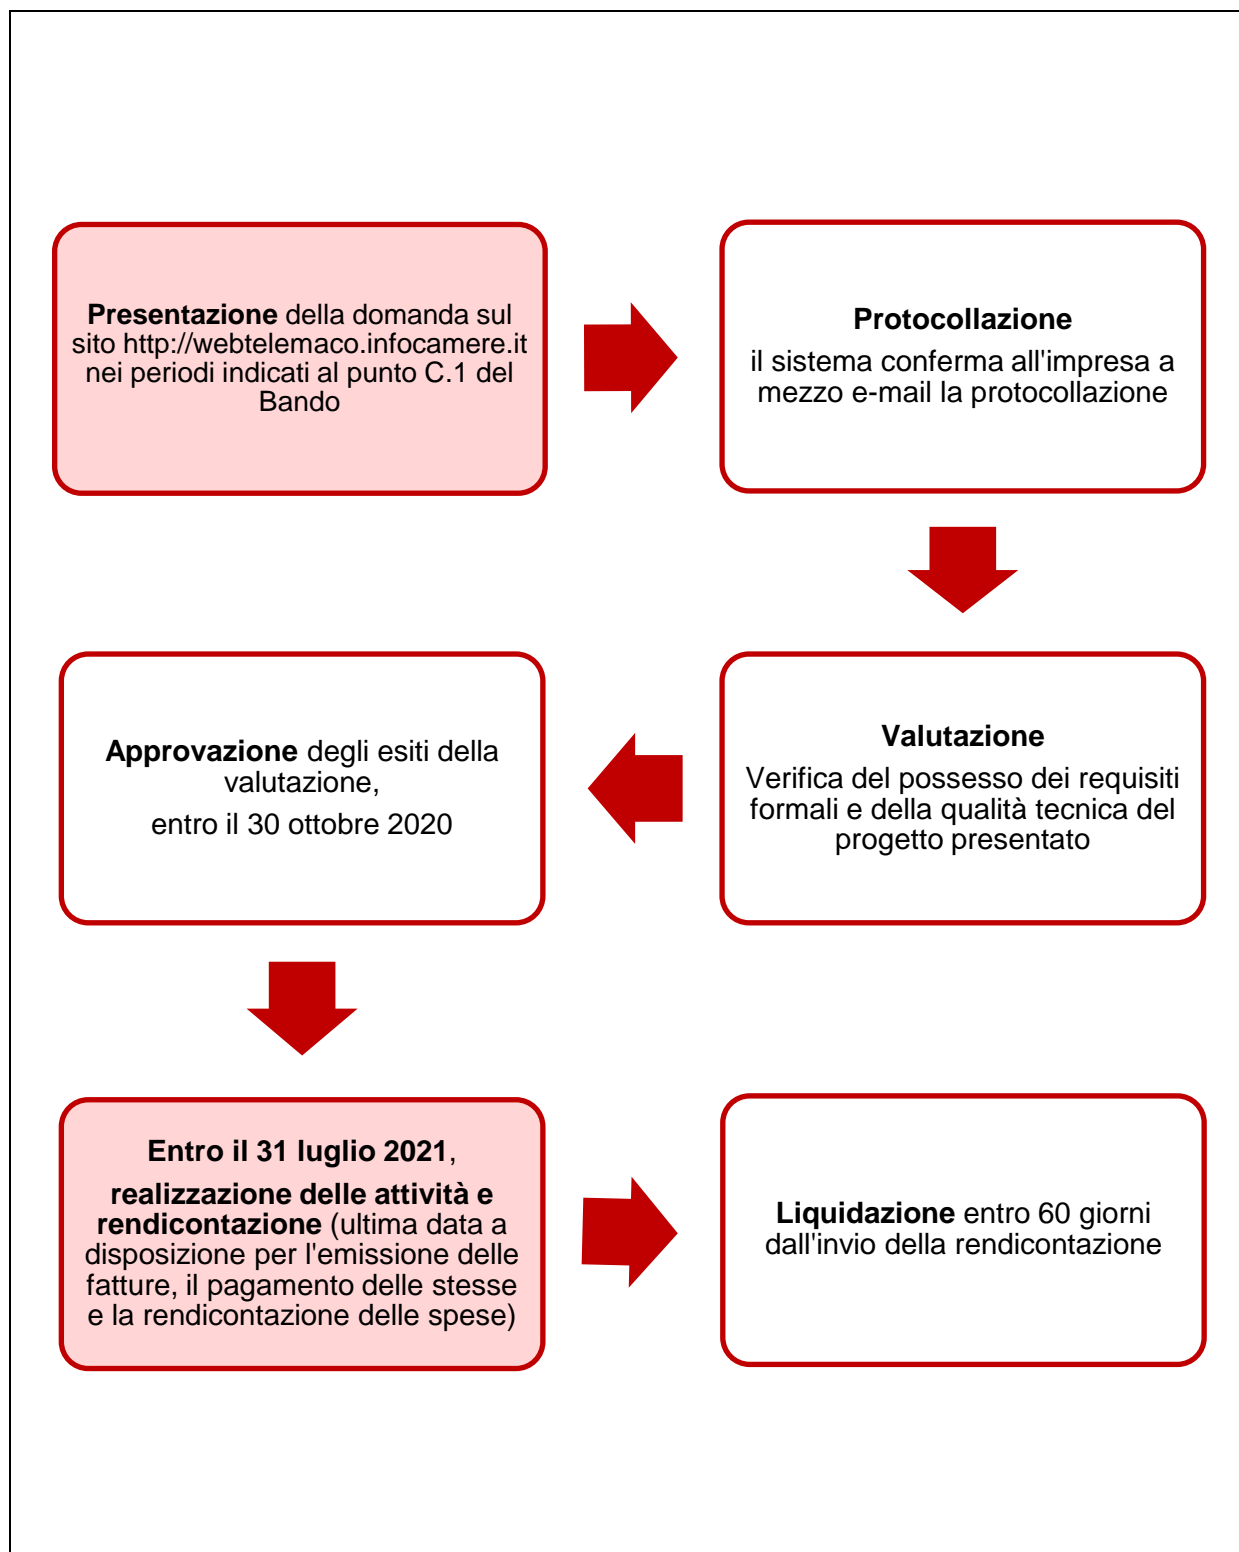 Presentazione della domanda sul
sito http://webtelemaco.infocamere.it
nei periodi indicati al punto C.1 del
Bando
Protocollazione
il sistema conferma all'impresa a
mezzo e-mail la protocollazione
Valutazione
Verifica del possesso dei requisiti
formali e della qualità tecnica del
progetto presentato
Approvazione degli esiti della
valutazione,
entro il 30 ottobre 2020
Entro il 31 luglio 2021,
realizzazione delle attività e
rendicontazione (ultima data a
disposizione per l'emissione delle
fatture, il pagamento delle stesse
e la rendicontazione delle spese)
Liquidazione entro 60 giorni
dall'invio della rendicontazione